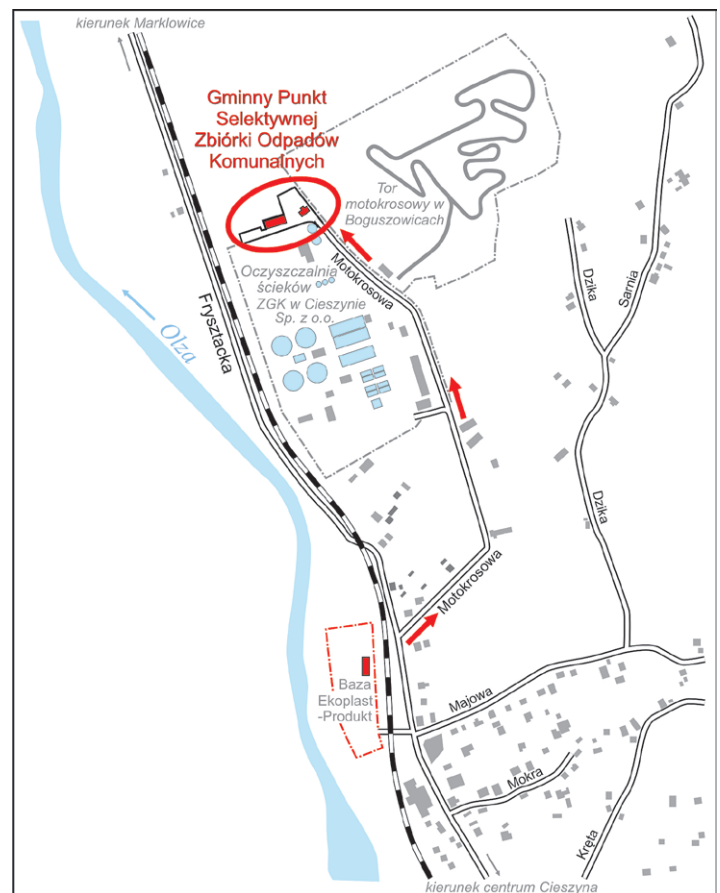 kierunek Marklowice
Gminny Punkt
Selektywnej
Zbiórki Odpadów
Komunalnych
Tor
motokrosowy w
Boguszowicach
Motokrosowa
Oczyszczalnia
ścieków
ZGK w Cieszynie
Sp. z o.o.
Dzika
Sarnia
Frysztacka
Olza
Dzika
Motokrosowa
Baza
Ekoplast
-Produkt
Majowa
Mokra
Kręta
kierunek centrum Cieszyna